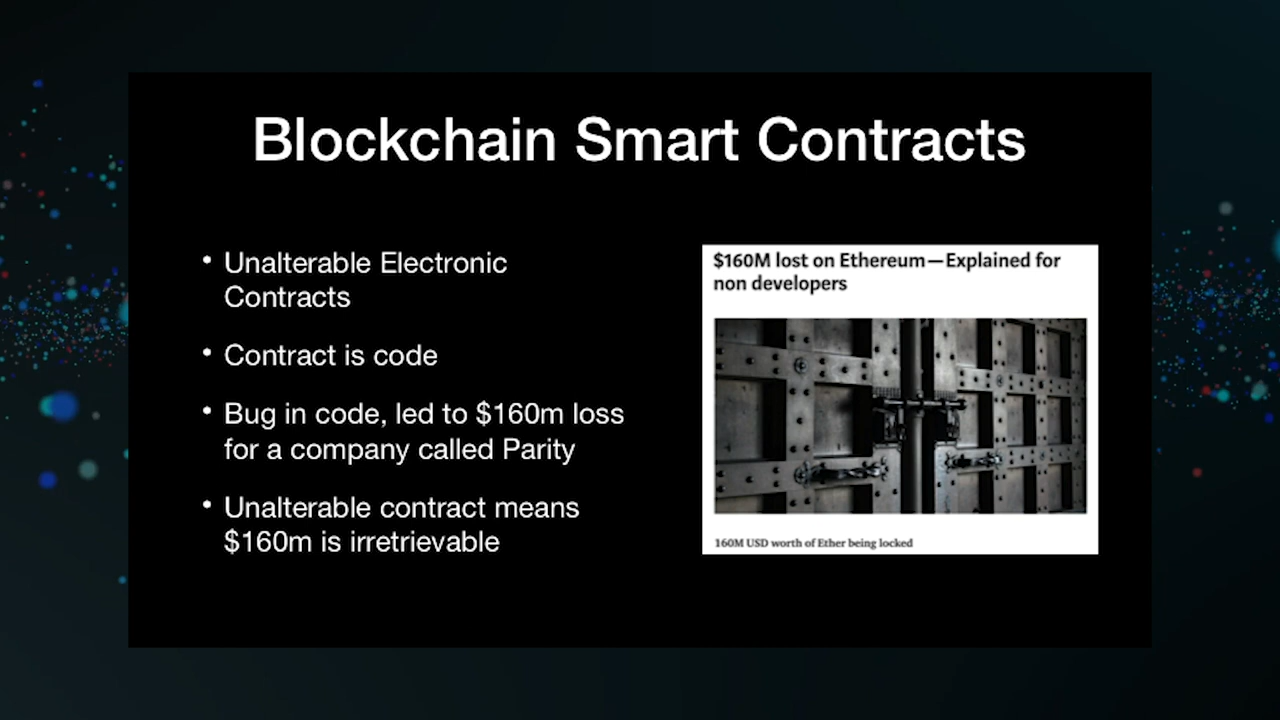 Blockchain Smart Contracts
• Unalterable Electronic
Contracts
• Contract is code
• Bug in code, led to $160m loss
for a company called Parity
• Unalterable contract means
$160m is irretrievable
$160M lost on Ethereum—Explained for
non developers
160M USD worth of Ether being locked